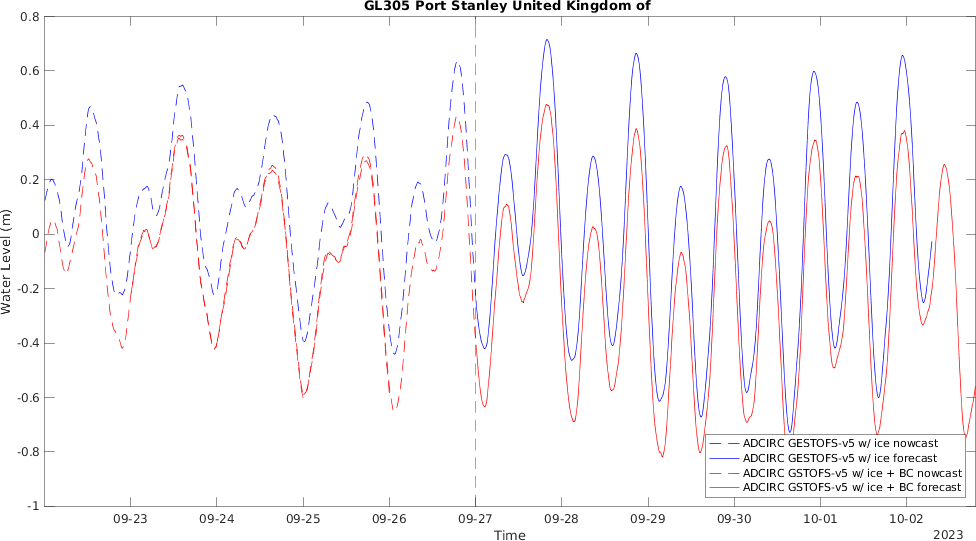 GL305 Port Stanley United Kingdom of
0.8
0.6
0.4
0.2
0
-0.2
-0.4
-0.6
-0.8
-1
Water Level (m)
ADCIRC GESTOFS-v5 w/ ice nowcast
ADCIRC GESTOFS-v5 w/ ice forecast
ADCIRC GSTOFS-v5 w/ ice + BC nowcast
ADCIRC GSTOFS-v5 w/ ice + BC forecast
09-23 09-24 09-25 09-26 09-27 09-28 09-29 09-30 10-01 10-02
Time
2023